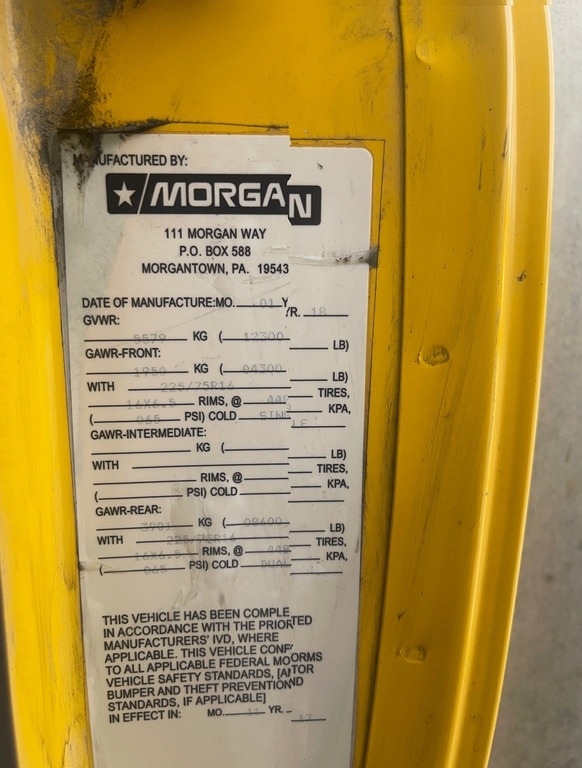 MANUFACTURED BY:
MORGAN
111 MORGAN WAY
P.O. BOX 588
MORGANTOWN, PA. 19543
DATE OF MANUFACTURE: MO. 01 YR. 18
GVWR:
5579 KG ( 12300 LB)
GAWR-FRONT:
1950 KG ( 04300 LB)
WITH 225/75R16 TIRES,
16X6.5 RIMS, @ KPA,
( 065 PSI) COLD SINGLE
GAWR-INTERMEDIATE:
KG ( LB)
WITH TIRES,
RIMS, @ KPA,
( PSI) COLD
GAWR-REAR:
3901 KG ( 08600 LB)
WITH 225/75R16 TIRES,
16X6.5 RIMS, @ 448 KPA,
( 065 PSI) COLD DUAL
THIS VEHICLE HAS BEEN COMPLETED
IN ACCORDANCE WITH THE PRIOR
MANUFACTURERS' IVD, WHERE
APPLICABLE. THIS VEHICLE CONFORMS
TO ALL APPLICABLE FEDERAL MOTOR
VEHICLE SAFETY STANDARDS, [AND
BUMPER AND THEFT PREVENTION
STANDARDS, IF APPLICABLE]
IN EFFECT IN: MO. YR. 17